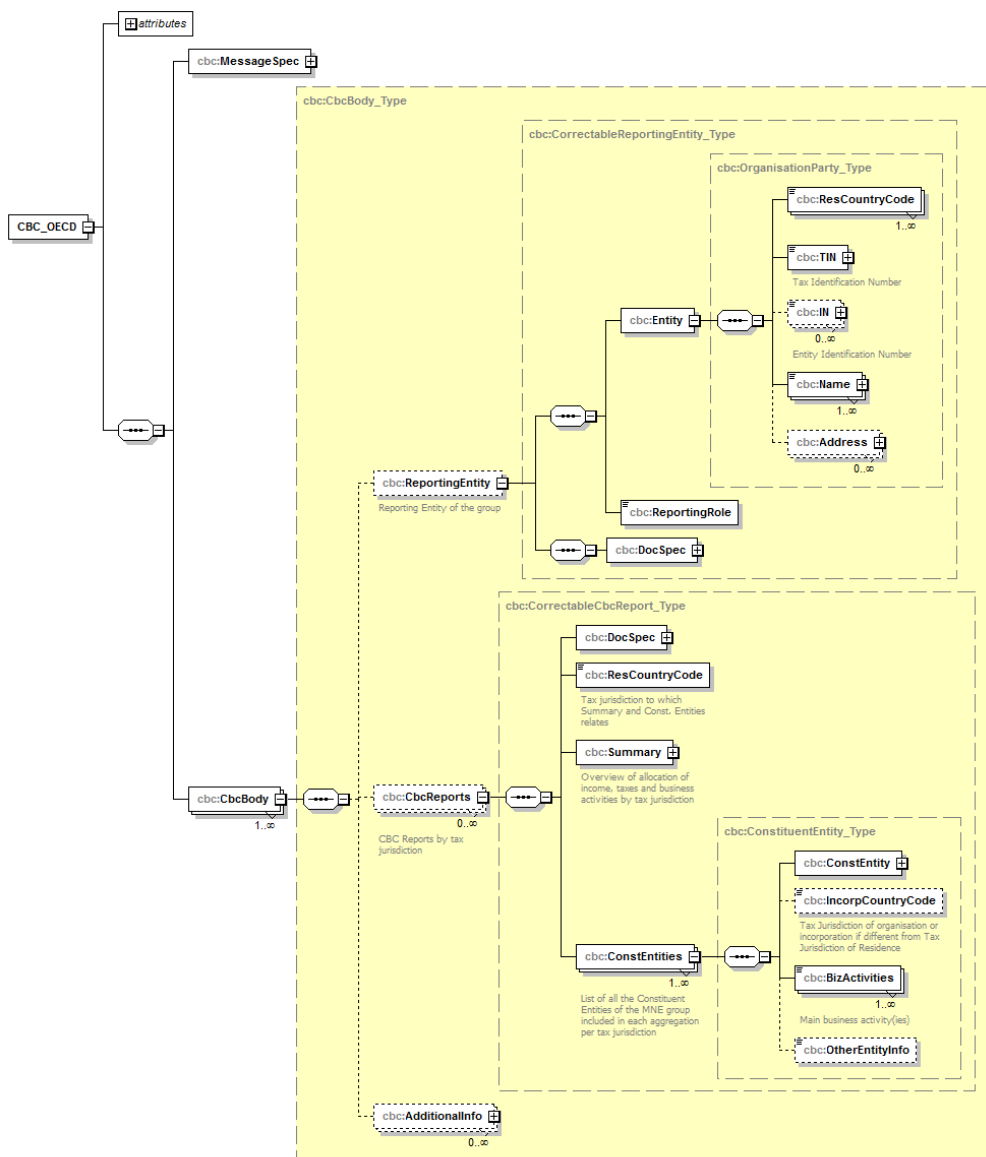 attributes
cbc:MessageSpec
cbc:CbcBody_Type
cbc:CorrectableReportingEntity_Type
cbc:OrganisationParty_Type
cbc:ResCountryCode
1..∞
CBC_OECD
cbc:TIN
Tax Identification Number
cbc:IN
0..∞
Entity Identification Number
cbc:Entity
cbc:Name
1..∞
cbc:Address
0..∞
cbc:ReportingEntity
Reporting Entity of the group
cbc:ReportingRole
cbc:DocSpec
cbc:CorrectableCbcReport_Type
cbc:DocSpec
cbc:ResCountryCode
Tax jurisdiction to which
Summary and Const. Entities
relates
cbc:Summary
Overview of allocation of
income, taxes and business
activities by tax jurisdiction
cbc:CbcBody
1..∞
cbc:CbcReports
0..∞
CBC Reports by tax
jurisdiction
cbc:ConstituentEntity_Type
cbc:ConstEntity
cbc:IncorpCountryCode
Tax Jurisdiction of organisation or
incorporation if different from Tax
Jurisdiction of Residence
cbc:ConstEntities
1..∞
List of all the Constituent
Entities of the MNE group
included in each aggregation
per tax jurisdiction
cbc:BizActivities
1..∞
Main business activity(ies)
cbc:OtherEntityInfo
cbc:AdditionalInfo
0..∞